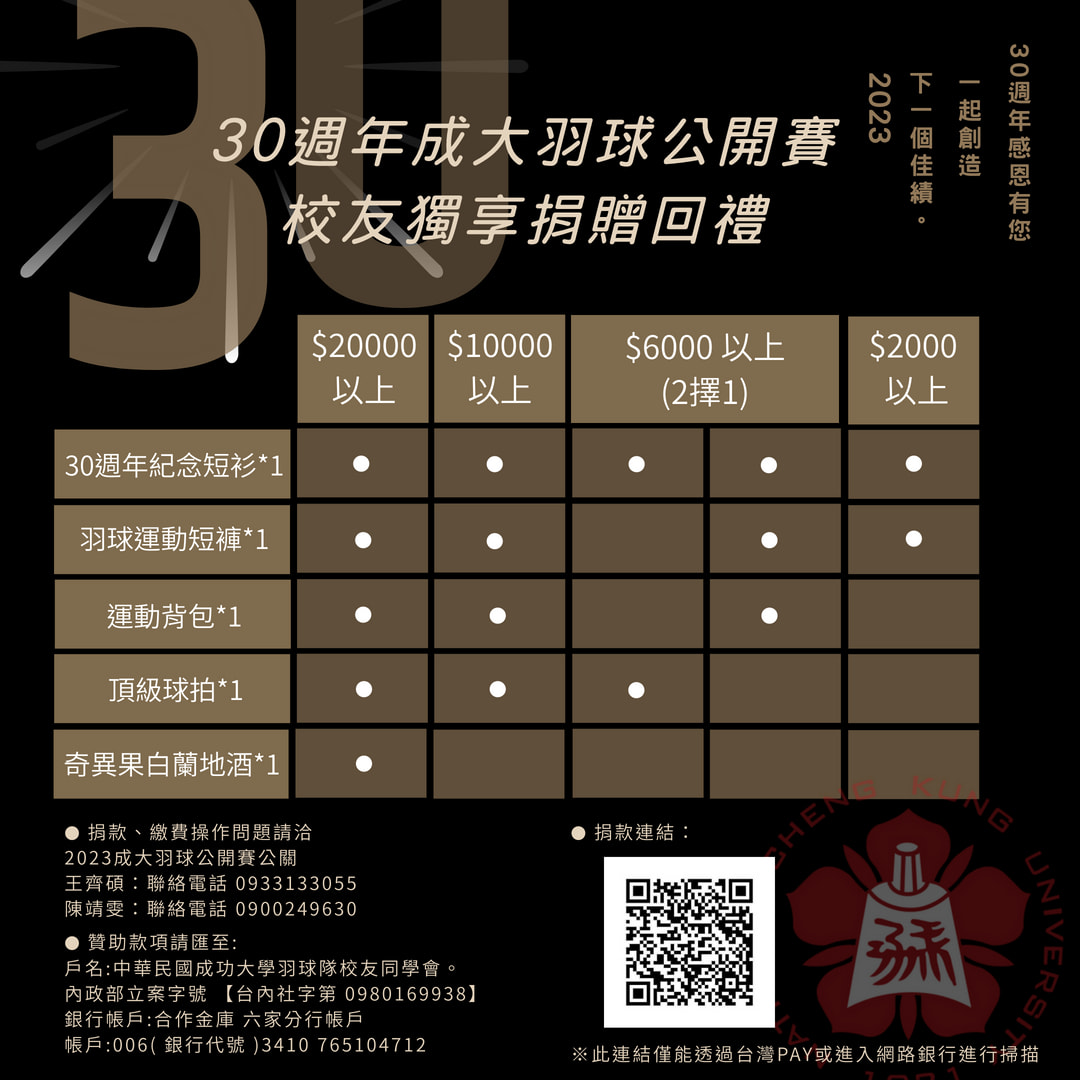 30
30週年成大羽球公開賽
校友獨享捐贈回禮
30週年感恩有您
一起創造
下一個佳績。
2023
$20000
以上
$10000
以上
$6000 以上
(2擇1)
$2000
以上
30週年紀念短衫*1
羽球運動短褲*1
運動背包*1
頂級球拍*1
奇異果白蘭地酒*1
● 捐款、繳費操作問題請洽
2023成大羽球公開賽公關
王齊碩：聯絡電話 0933133055
陳靖雯：聯絡電話 0900249630
● 贊助款項請匯至:
戶名:中華民國成功大學羽球隊校友同學會。
內政部立案字號 【台內社字第 0980169938】
銀行帳戶:合作金庫 六家分行帳戶
帳戶:006( 銀行代號 )3410 765104712
● 捐款連結：
※此連結僅能透過台灣PAY或進入網路銀行進行掃描
KUNG